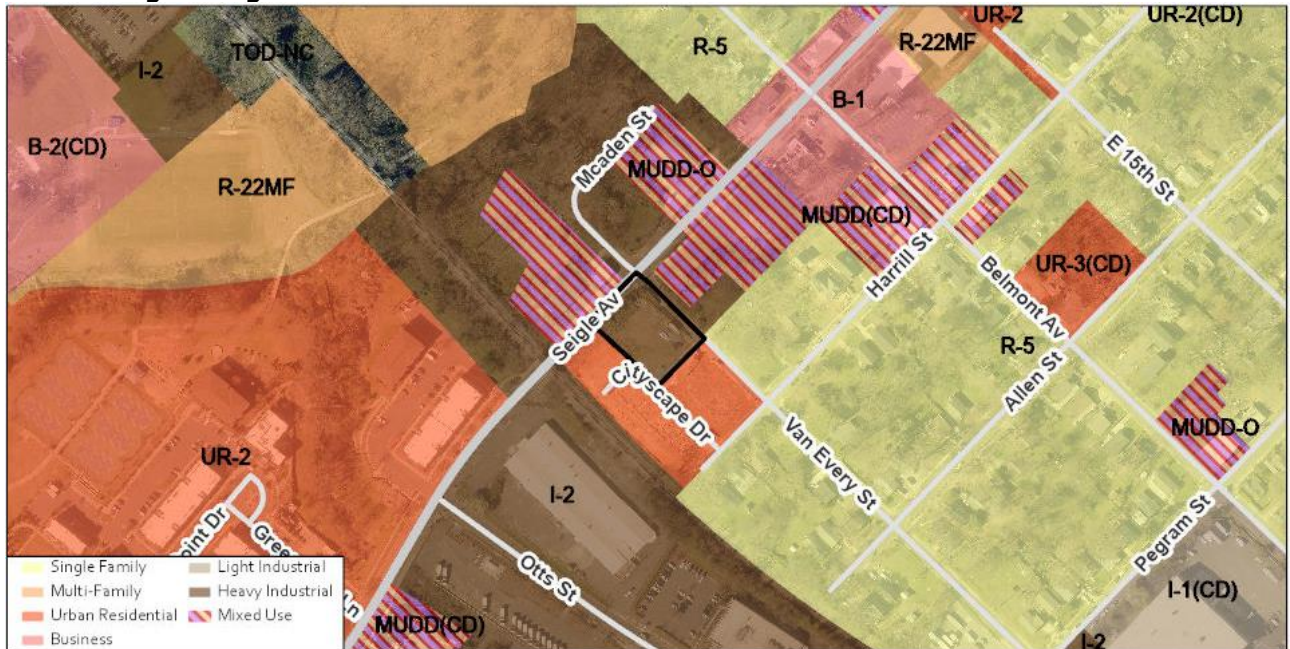 UR-2
UR-2(CD)
R-5
R-22MF
I-2
TOD-NC
B-1
B-2(CD)
Mcaden St
MUDD-O
E 15th St
R-22MF
MUDD(CD)
Harrill St
UR-3(CD)
Belmont Av
Seigle Av
R-5
Allen St
Cityscape Dr
MUDD-O
Van Every St
UR-2
I-2
Pegram St
Otts St
I-1(CD)
MUDD(CD)
I-2
Single Family
Multi-Family
Urban Residential
Business
Light Industrial
Heavy Industrial
Mixed Use